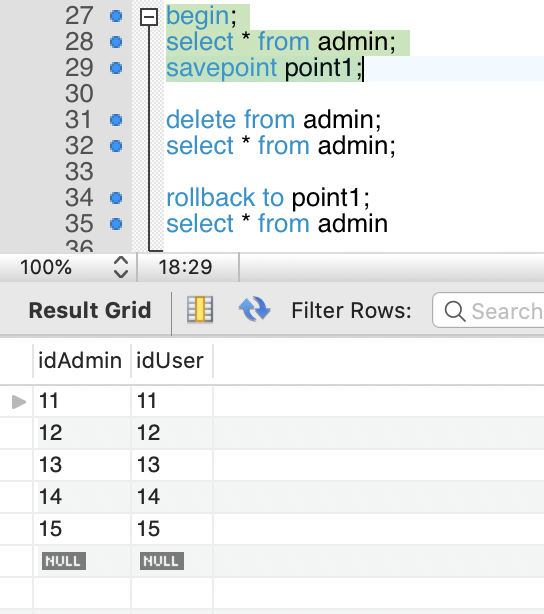 27 begin;
28 select * from admin;
29 savepoint point1;
30
31 delete from admin;
32 select * from admin;
33
34 rollback to point1;
35 select * from admin
36
100% 18:29
Result Grid Filter Rows: Search
idAdmin idUser
11 11
12 12
13 13
14 14
15 15
NULL NULL